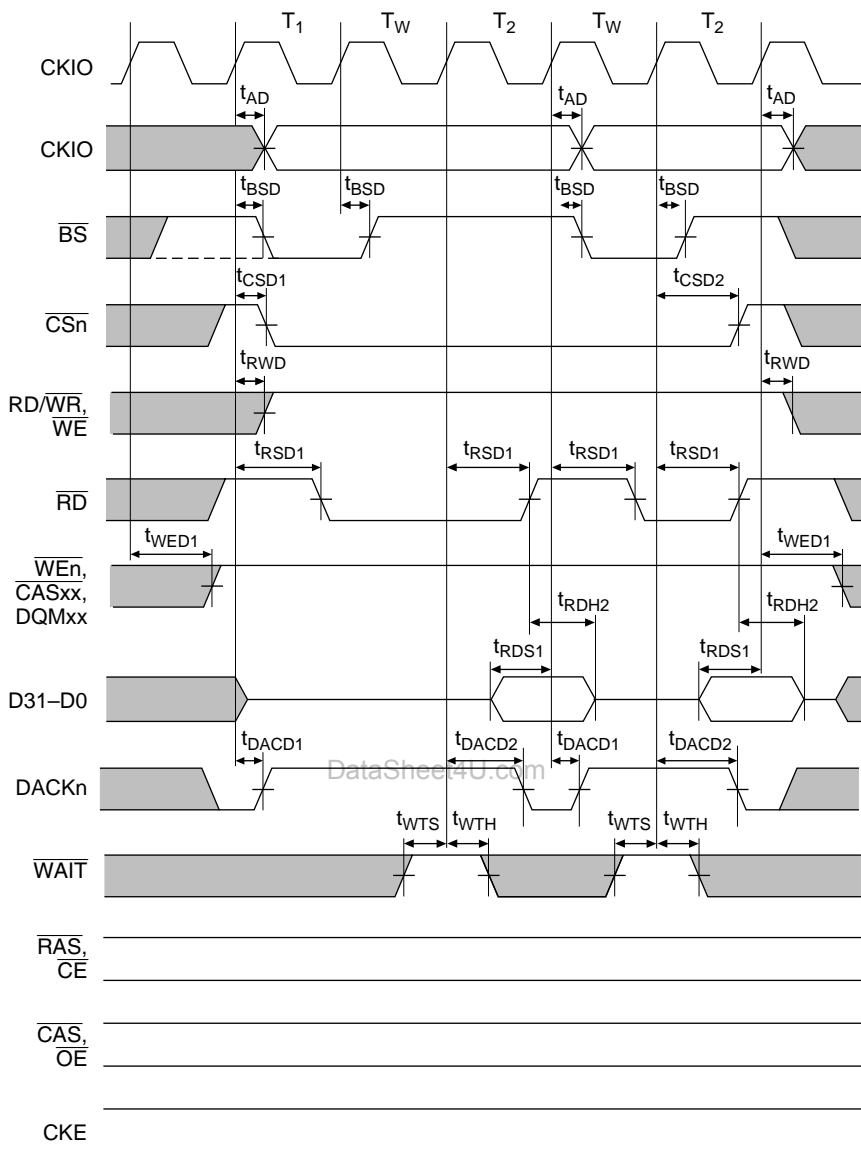 T1 TW T2 TW T2
CKIO
tAD tAD tAD
CKIO
tBSD tBSD tBSD tBSD
BS
tCSD1 tCSD2
CSn
tRWD tRWD
RD/WR,
WE
tRSD1 tRSD1 tRSD1 tRSD1
RD
tWED1 tWED1
WEn,
CASxx,
DQMxx
tRDH2 tRDH2
tRDS1 tRDS1
D31–D0
tDACD1 tDACD2 tDACD1 tDACD2
DataSheet4U.com
DACKn
tWTS tWTH tWTS tWTH
WAIT
RAS,
CE
CAS,
OE
CKE